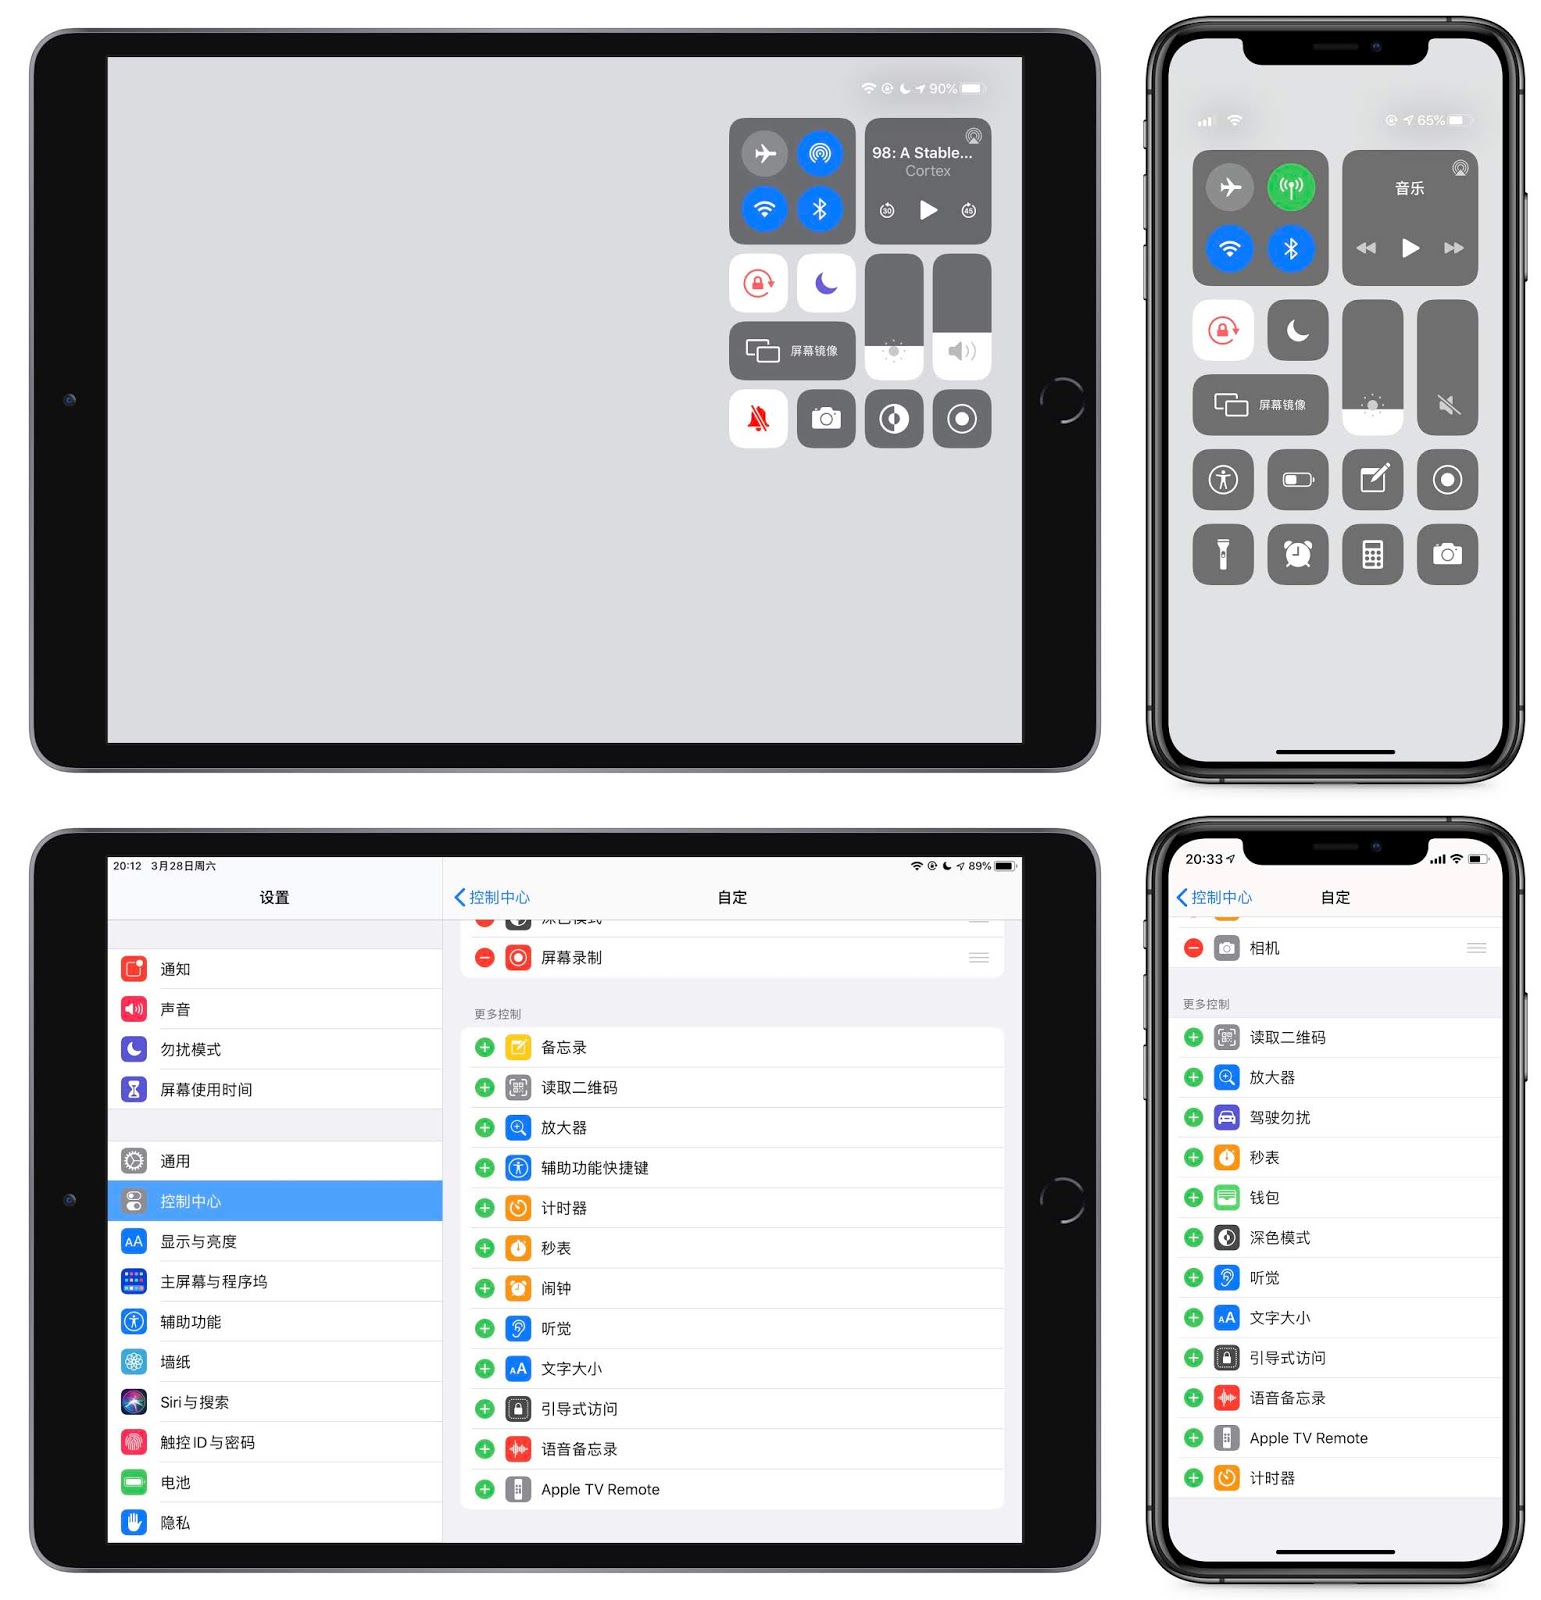 90%
98: A Stable...
Cortex
30
45
屏幕镜像
65%
音乐
屏幕镜像
20:12 3月28日周六
89%
设置
通知
声音
勿扰模式
屏幕使用时间
通用
控制中心
AA 显示与亮度
主屏幕与程序坞
辅助功能
墙纸
Siri与搜索
触控ID与密码
电池
隐私
控制中心
自定
深色模式
屏幕录制
更多控制
备忘录
读取二维码
放大器
辅助功能快捷键
计时器
秒表
闹钟
听觉
AA 文字大小
引导式访问
语音备忘录
Apple TV Remote
20:33
控制中心
自定
相机
更多控制
读取二维码
放大器
驾驶勿扰
秒表
钱包
深色模式
听觉
AA 文字大小
引导式访问
语音备忘录
Apple TV Remote
计时器